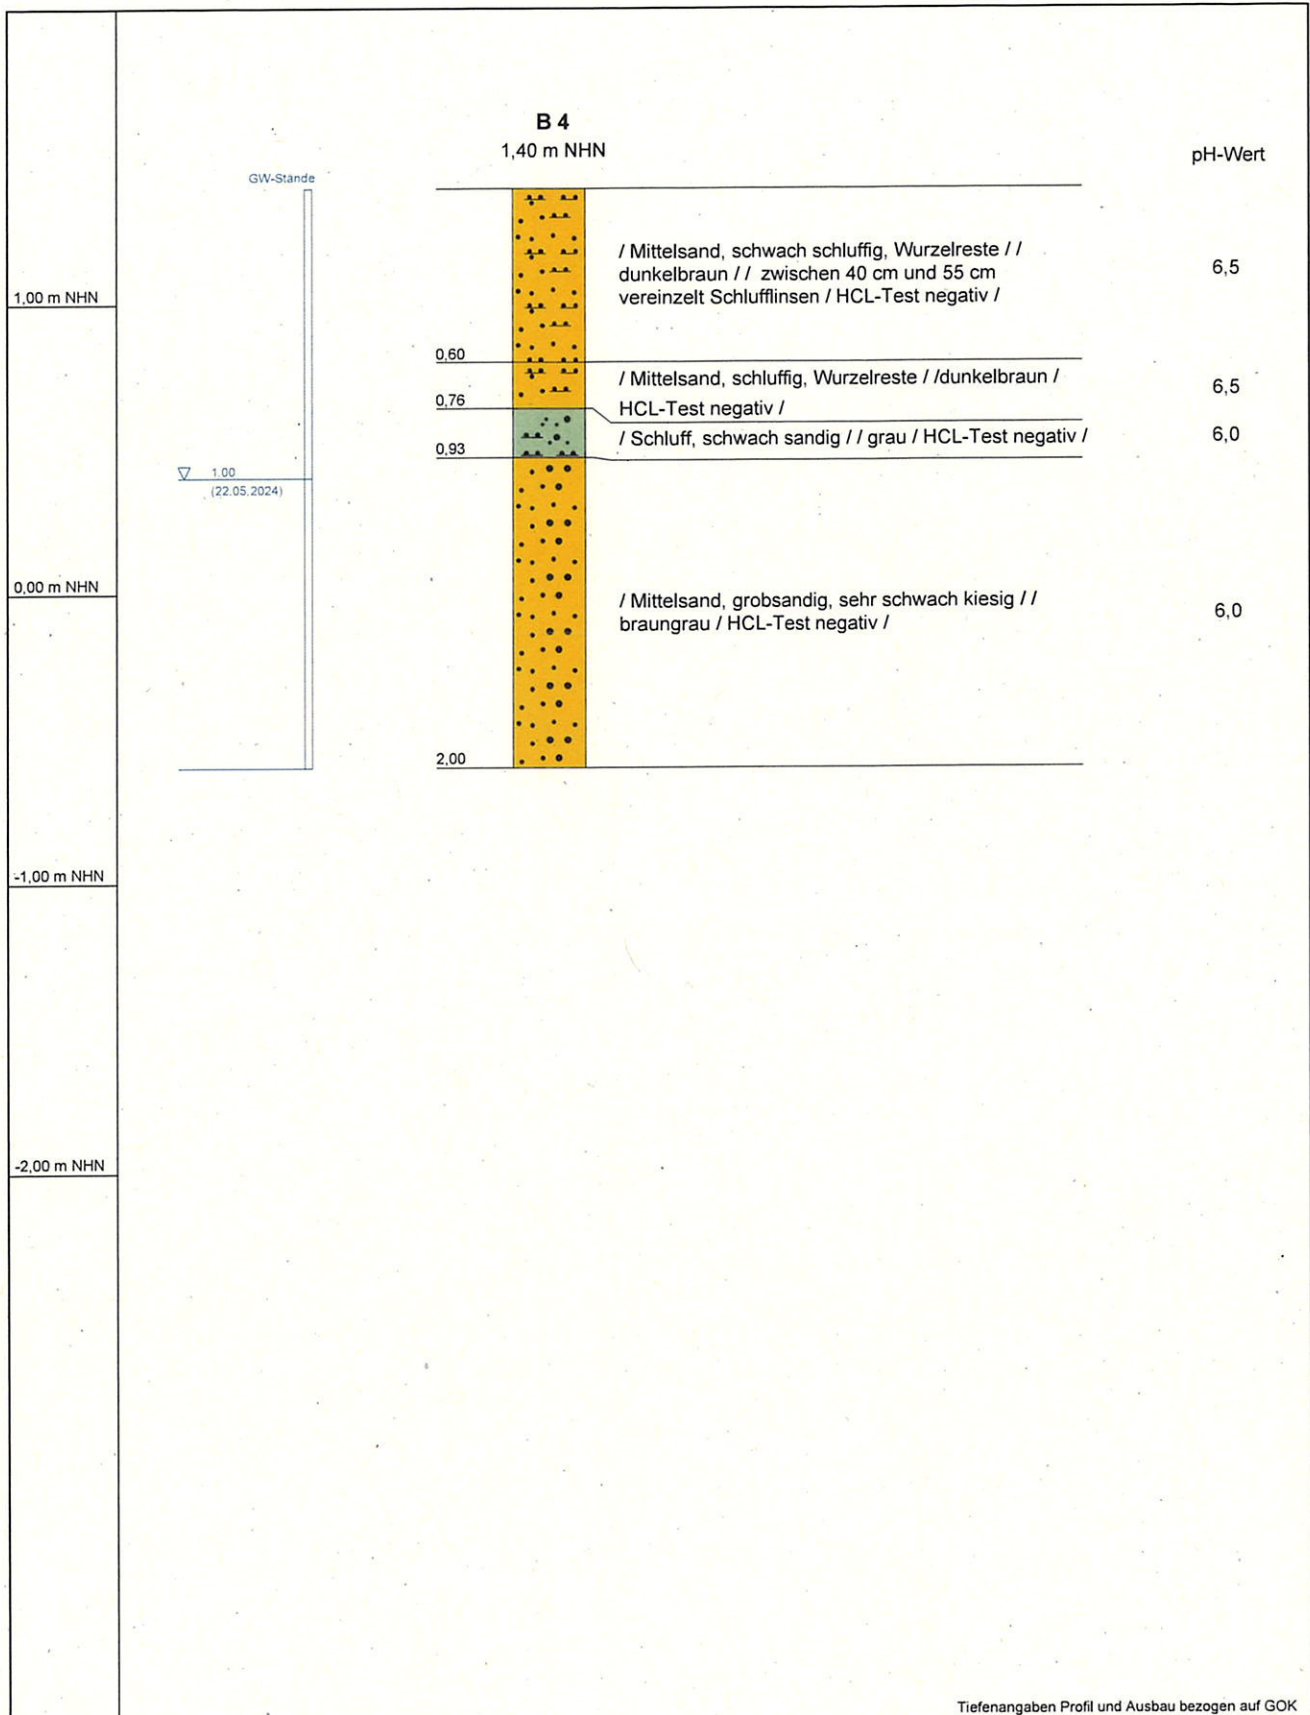 B 4
1,40 m NHN
pH-Wert
GW-Stande
/ Mittelsand, schwach schluffig, Wurzelreste / /
dunkelbraun / / zwischen 40 cm und 55 cm
vereinzelt Schlufflinsen / HCL-Test negativ /
6,5
1,00 m NHN
0,60
/ Mittelsand, schluffig, Wurzelreste / /dunkelbraun /
HCL-Test negativ /
6,5
0,76
/ Schluff, schwach sandig / / grau / HCL-Test negativ /
6,0
0,93
1.00
(22.05.2024)
0,00 m NHN
/ Mittelsand, grobsandig, sehr schwach kiesig / /
braungrau / HCL-Test negativ /
6,0
2,00
-1,00 m NHN
-2,00 m NHN
Tiefenangaben Profil und Ausbau bezogen auf GOK